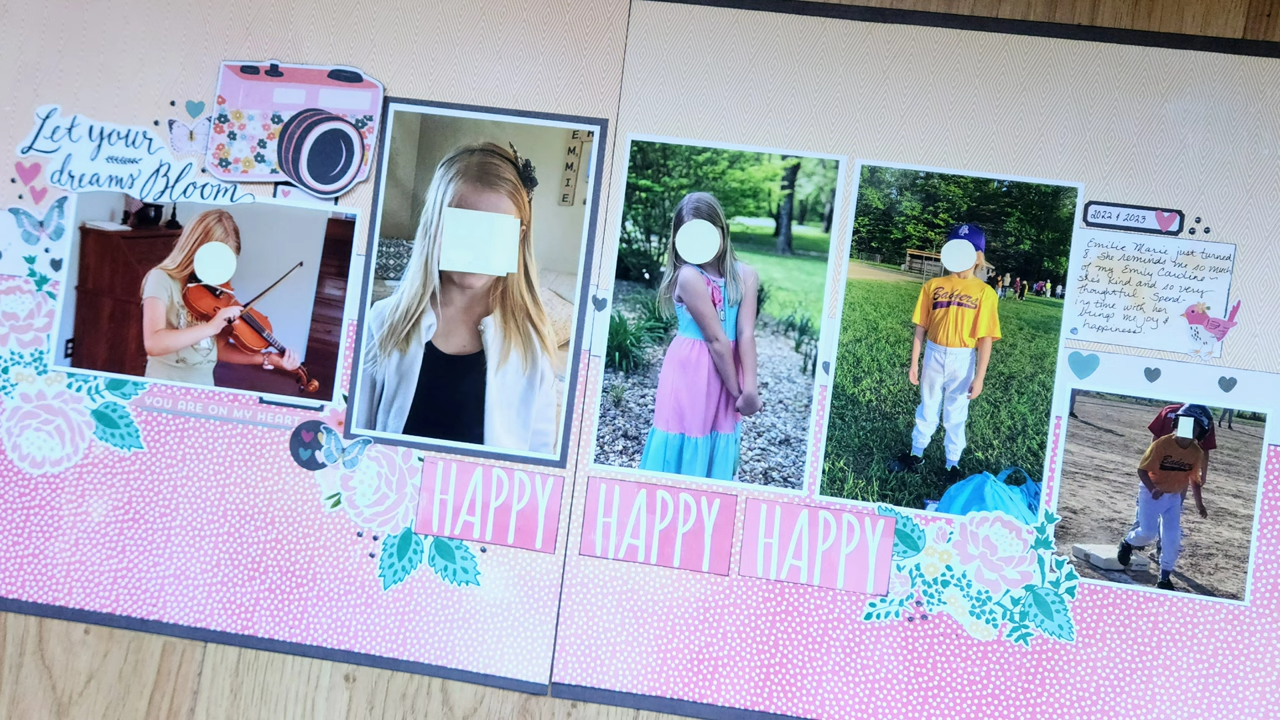 Let your
dreams Bloom
E
M
M
I
E
YOU ARE ON MY HEART
HAPPY
HAPPY
HAPPY
Badgers
2022 & 2023
Emilie Marie just turned
8. She reminds me so much
of my Emily Caroline -
she's kind and so very
thoughtful. Spend-
ing time with her
brings me joy &
happiness.
Badgers